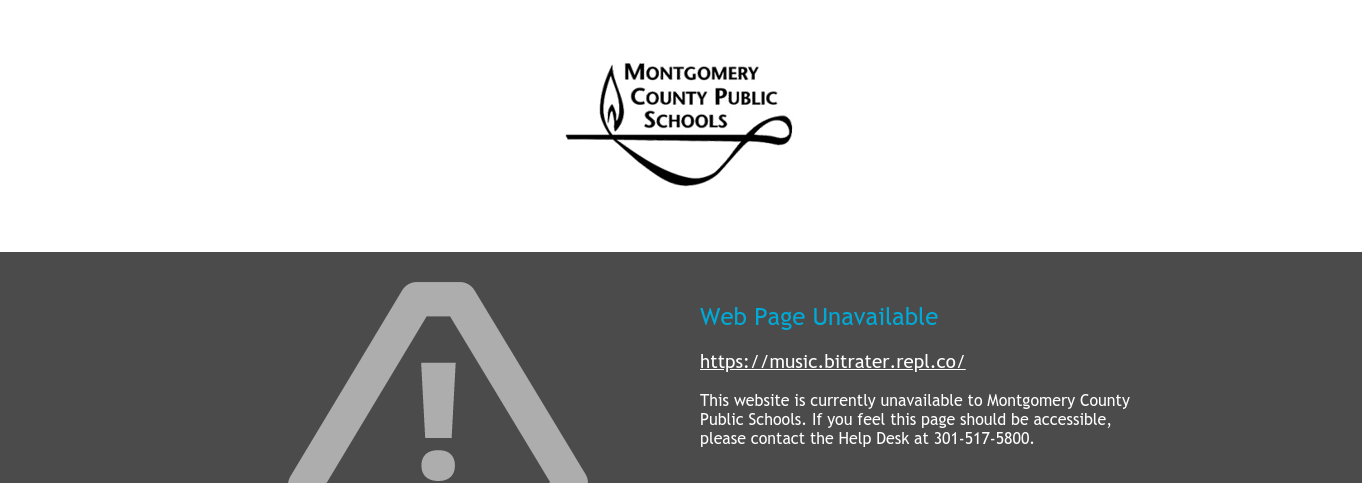 MONTGOMERY
COUNTY PUBLIC
SCHOOLS
Web Page Unavailable
https://music.bitrater.repl.co/
This website is currently unavailable to Montgomery County
Public Schools. If you feel this page should be accessible,
please contact the Help Desk at 301-517-5800.
!